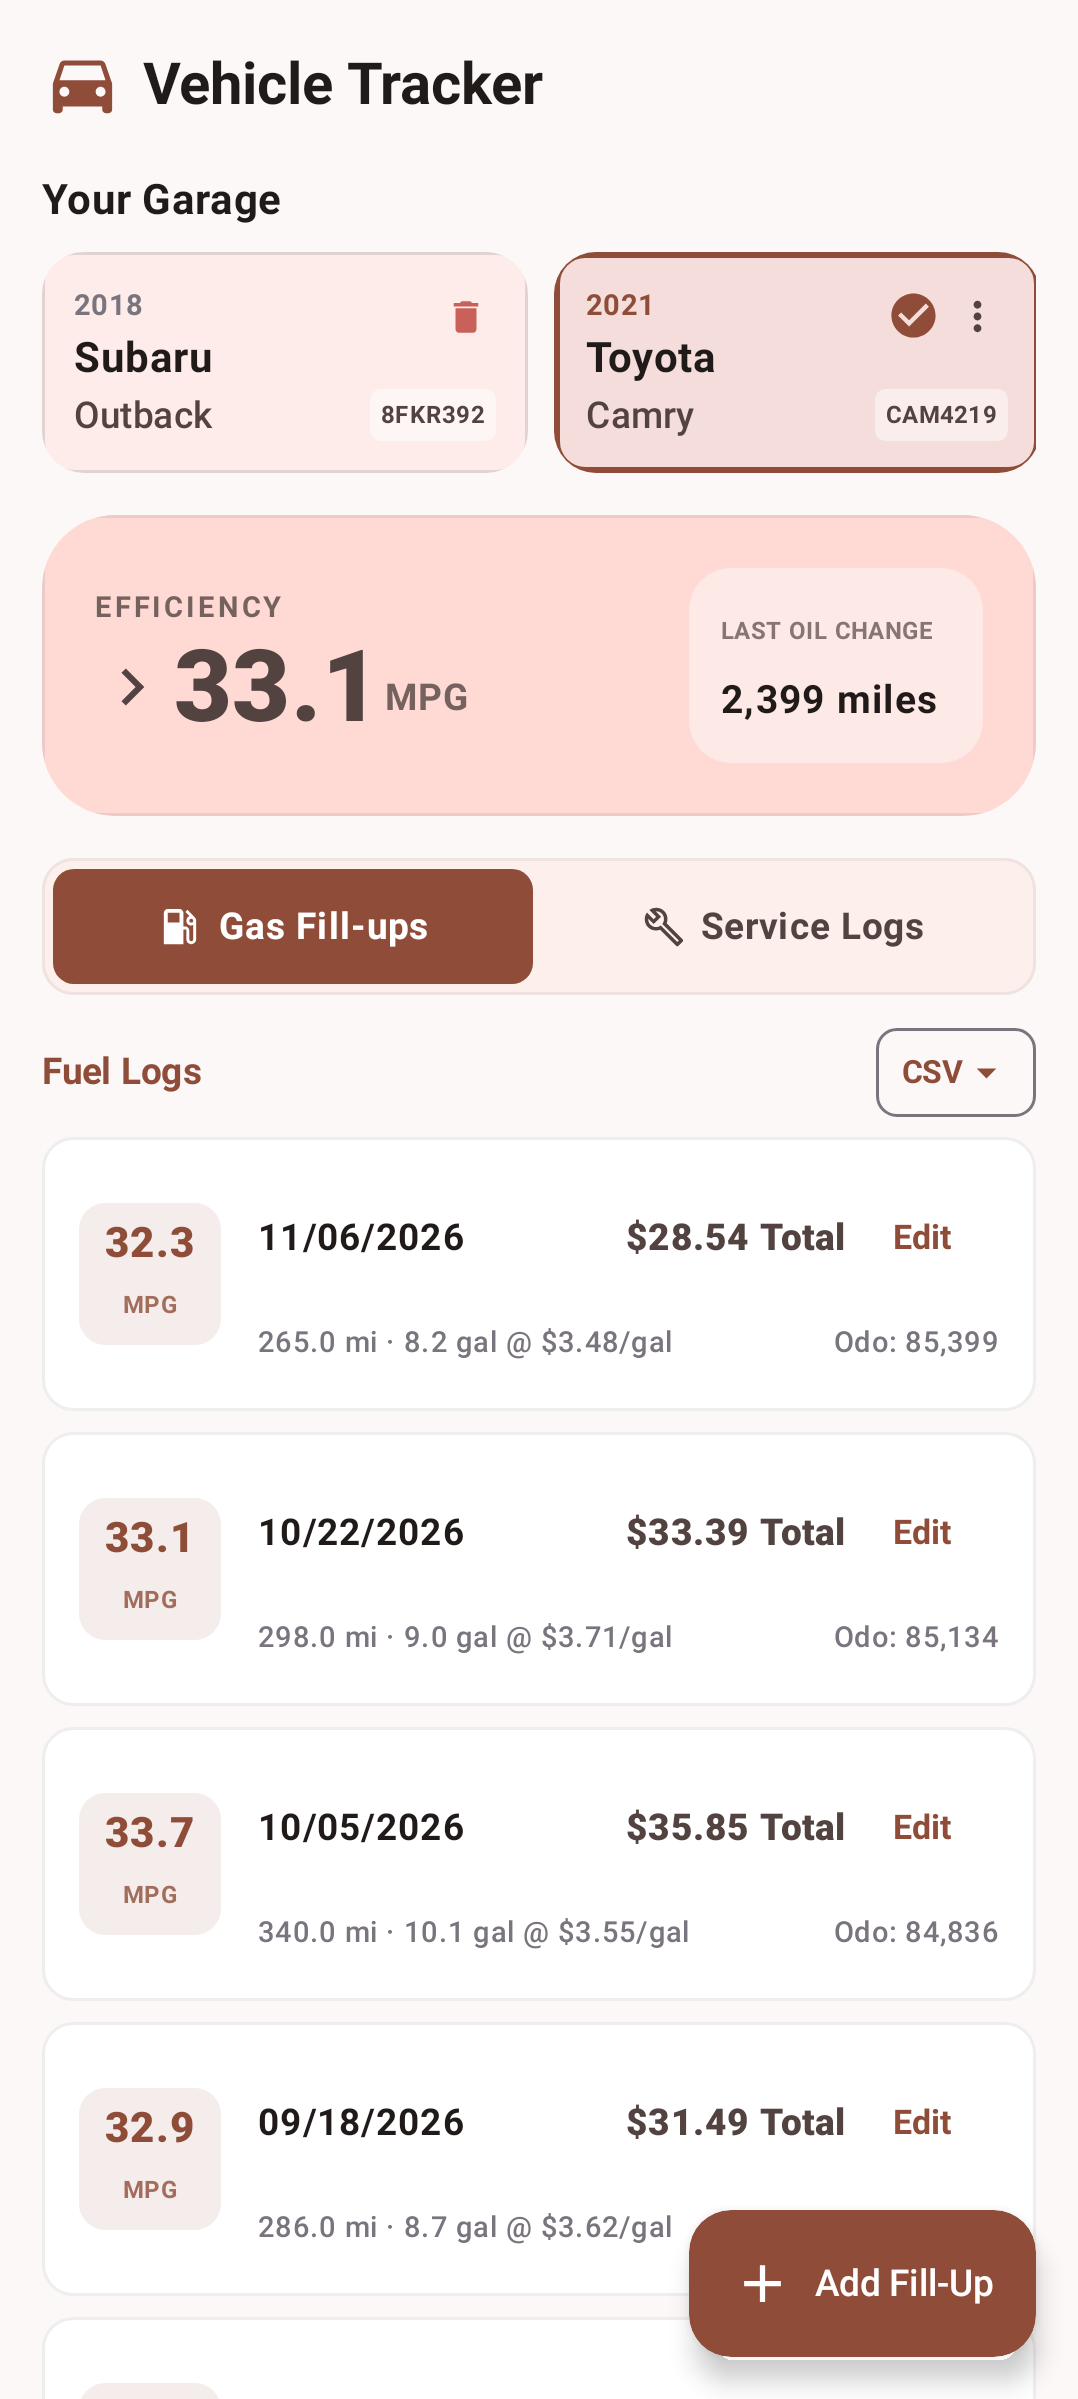 Vehicle Tracker
Your Garage
2018
Subaru
Outback
8FKR392
2021
Toyota
Camry
CAM4219
EFFICIENCY
33.1 MPG
LAST OIL CHANGE
2,399 miles
Gas Fill-ups
Service Logs
Fuel Logs
CSV
32.3
MPG
11/06/2026
$28.54 Total
Edit
265.0 mi · 8.2 gal @ $3.48/gal
Odo: 85,399
33.1
MPG
10/22/2026
$33.39 Total
Edit
298.0 mi · 9.0 gal @ $3.71/gal
Odo: 85,134
33.7
MPG
10/05/2026
$35.85 Total
Edit
340.0 mi · 10.1 gal @ $3.55/gal
Odo: 84,836
32.9
MPG
09/18/2026
$31.49 Total
Edit
286.0 mi · 8.7 gal @ $3.62/gal
Add Fill-Up